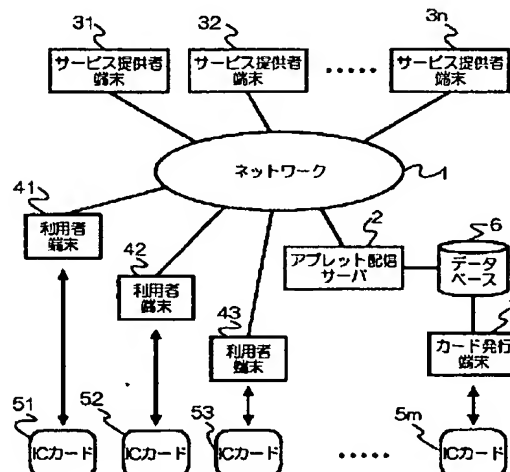 31
32
3n
サービス提供者
端末
サービス提供者
端末
.....
サービス提供者
端末
ネットワーク
1
41
利用者
端末
42
利用者
端末
43
利用者
端末
2
アプレット配信
サーバ
6
データ
ベース
カード発行
端末
51
ICカード
52
ICカード
53
ICカード
.....
5m
ICカード